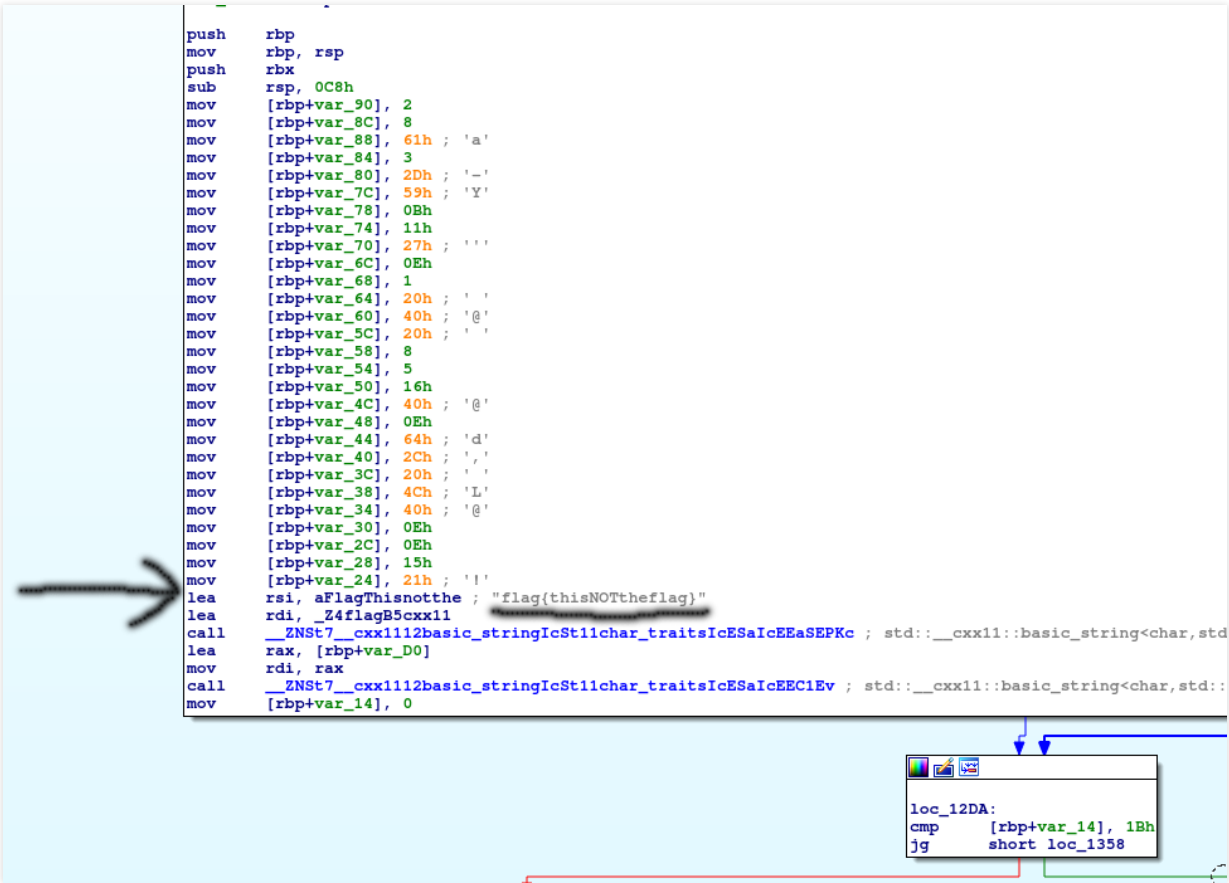 push rbp
mov rbp, rsp
push rbx
sub rsp, 0C8h
mov [rbp+var_90], 2
mov [rbp+var_8C], 8
mov [rbp+var_88], 61h ; 'a'
mov [rbp+var_84], 3
mov [rbp+var_80], 2Dh ; '-'
mov [rbp+var_7C], 59h ; 'Y'
mov [rbp+var_78], 0Bh
mov [rbp+var_74], 11h
mov [rbp+var_70], 27h ; '''
mov [rbp+var_6C], 0Eh
mov [rbp+var_68], 1
mov [rbp+var_64], 20h ; ' '
mov [rbp+var_60], 40h ; '@'
mov [rbp+var_5C], 20h ; ' '
mov [rbp+var_58], 8
mov [rbp+var_54], 5
mov [rbp+var_50], 16h
mov [rbp+var_4C], 40h ; '@'
mov [rbp+var_48], 0Eh
mov [rbp+var_44], 64h ; 'd'
mov [rbp+var_40], 2Ch ; ','
mov [rbp+var_3C], 20h ; ' '
mov [rbp+var_38], 4Ch ; 'L'
mov [rbp+var_34], 40h ; '@'
mov [rbp+var_30], 0Eh
mov [rbp+var_2C], 0Eh
mov [rbp+var_28], 15h
mov [rbp+var_24], 21h ; '!'
lea rsi, aFlagThisnotthe ; "flag{thisNOTtheflag}"
lea rdi, _Z4flagB5cxx11
call __ZNSt7__cxx1112basic_stringIcSt11char_traitsIcESaIcEEaSEPKc ; std::__cxx11::basic_string<char,std
lea rax, [rbp+var_D0]
mov rdi, rax
call __ZNSt7__cxx1112basic_stringIcSt11char_traitsIcESaIcEEC1Ev ; std::__cxx11::basic_string<char,std::
mov [rbp+var_14], 0
loc_12DA:
cmp [rbp+var_14], 1Bh
jg short loc_1358